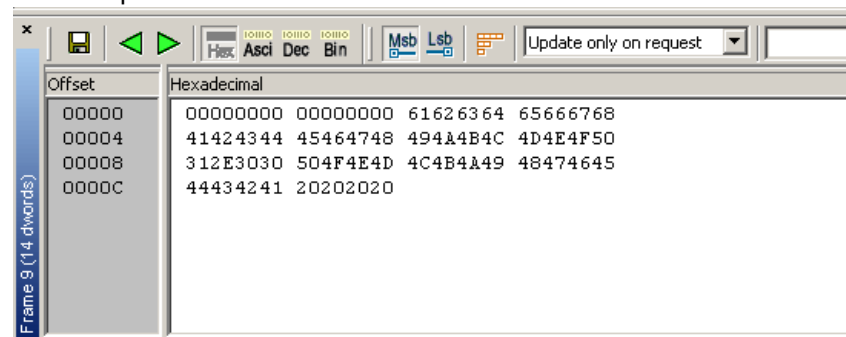 ×
Hex Asci Dec Bin Msb Lsb Update only on request
Offset Hexadecimal
00000 00000000 00000000 61626364 65666768
00004 41424344 45464748 494A4B4C 4D4E4F50
00008 312E3030 504F4E4D 4C4B4A49 48474645
0000C 44434241 20202020
Frame 9 (14 dwords)